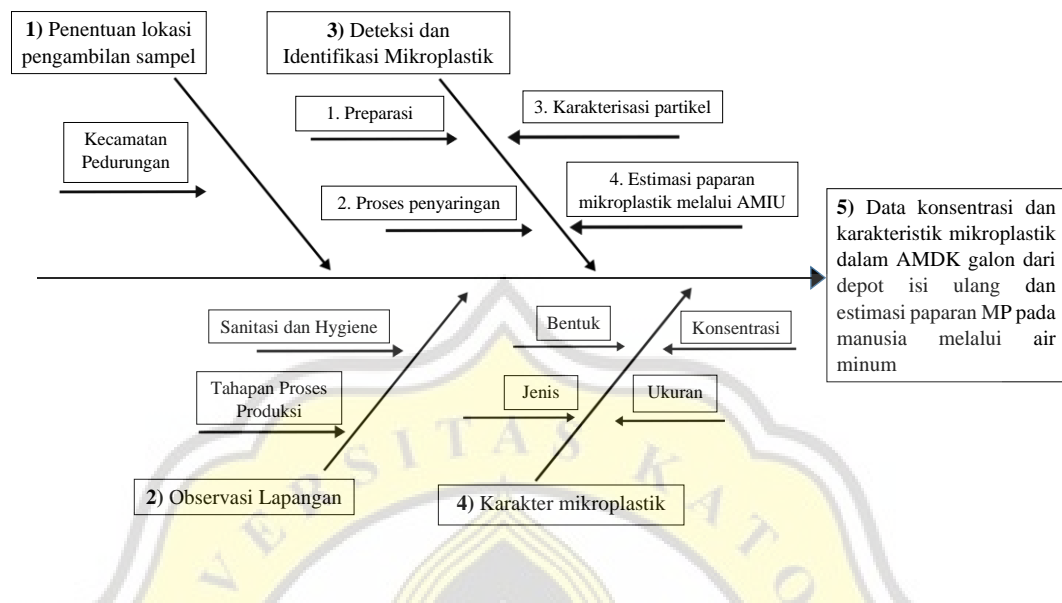 1) Penentuan lokasi
pengambilan sampel
3) Deteksi dan
Identifikasi Mikroplastik
1. Preparasi
3. Karakterisasi partikel
Kecamatan
Pedurungan
2. Proses penyaringan
4. Estimasi paparan
mikroplastik melalui AMIU
5) Data konsentrasi dan
karakteristik mikroplastik
dalam AMDK galon dari
depot isi ulang dan
estimasi paparan MP pada
manusia melalui air
minum
Sanitasi dan Hygiene
Bentuk
Konsentrasi
Tahapan Proses
Produksi
Jenis
Ukuran
2) Observasi Lapangan
4) Karakter mikroplastik
VERSITAS KATO